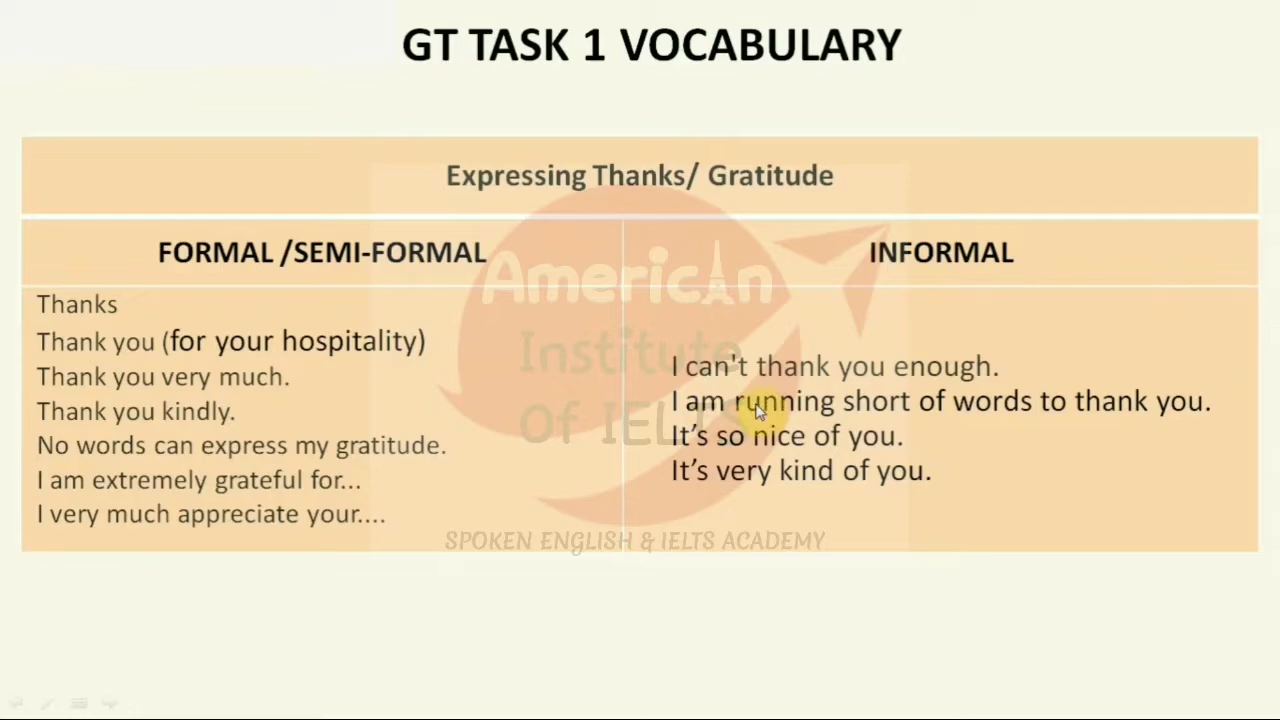 GT TASK 1 VOCABULARY
Expressing Thanks/ Gratitude
FORMAL /SEMI-FORMAL
INFORMAL
Thanks
Thank you (for your hospitality)
Thank you very much.
Thank you kindly.
No words can express my gratitude.
I am extremely grateful for...
I very much appreciate your....
I can't thank you enough.
I am running short of words to thank you.
It’s so nice of you.
It’s very kind of you.
American
Institute
Of IELTS
SPOKEN ENGLISH & IELTS ACADEMY